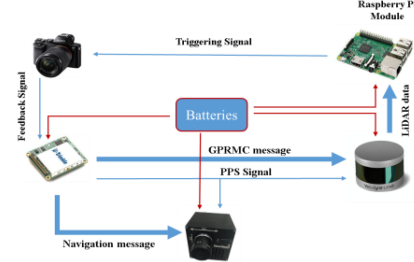 Raspberry P
Module
Triggering Signal
Feedback Signal
Batteries
LiDAR data
GPRMC message
PPS Signal
Navigation message